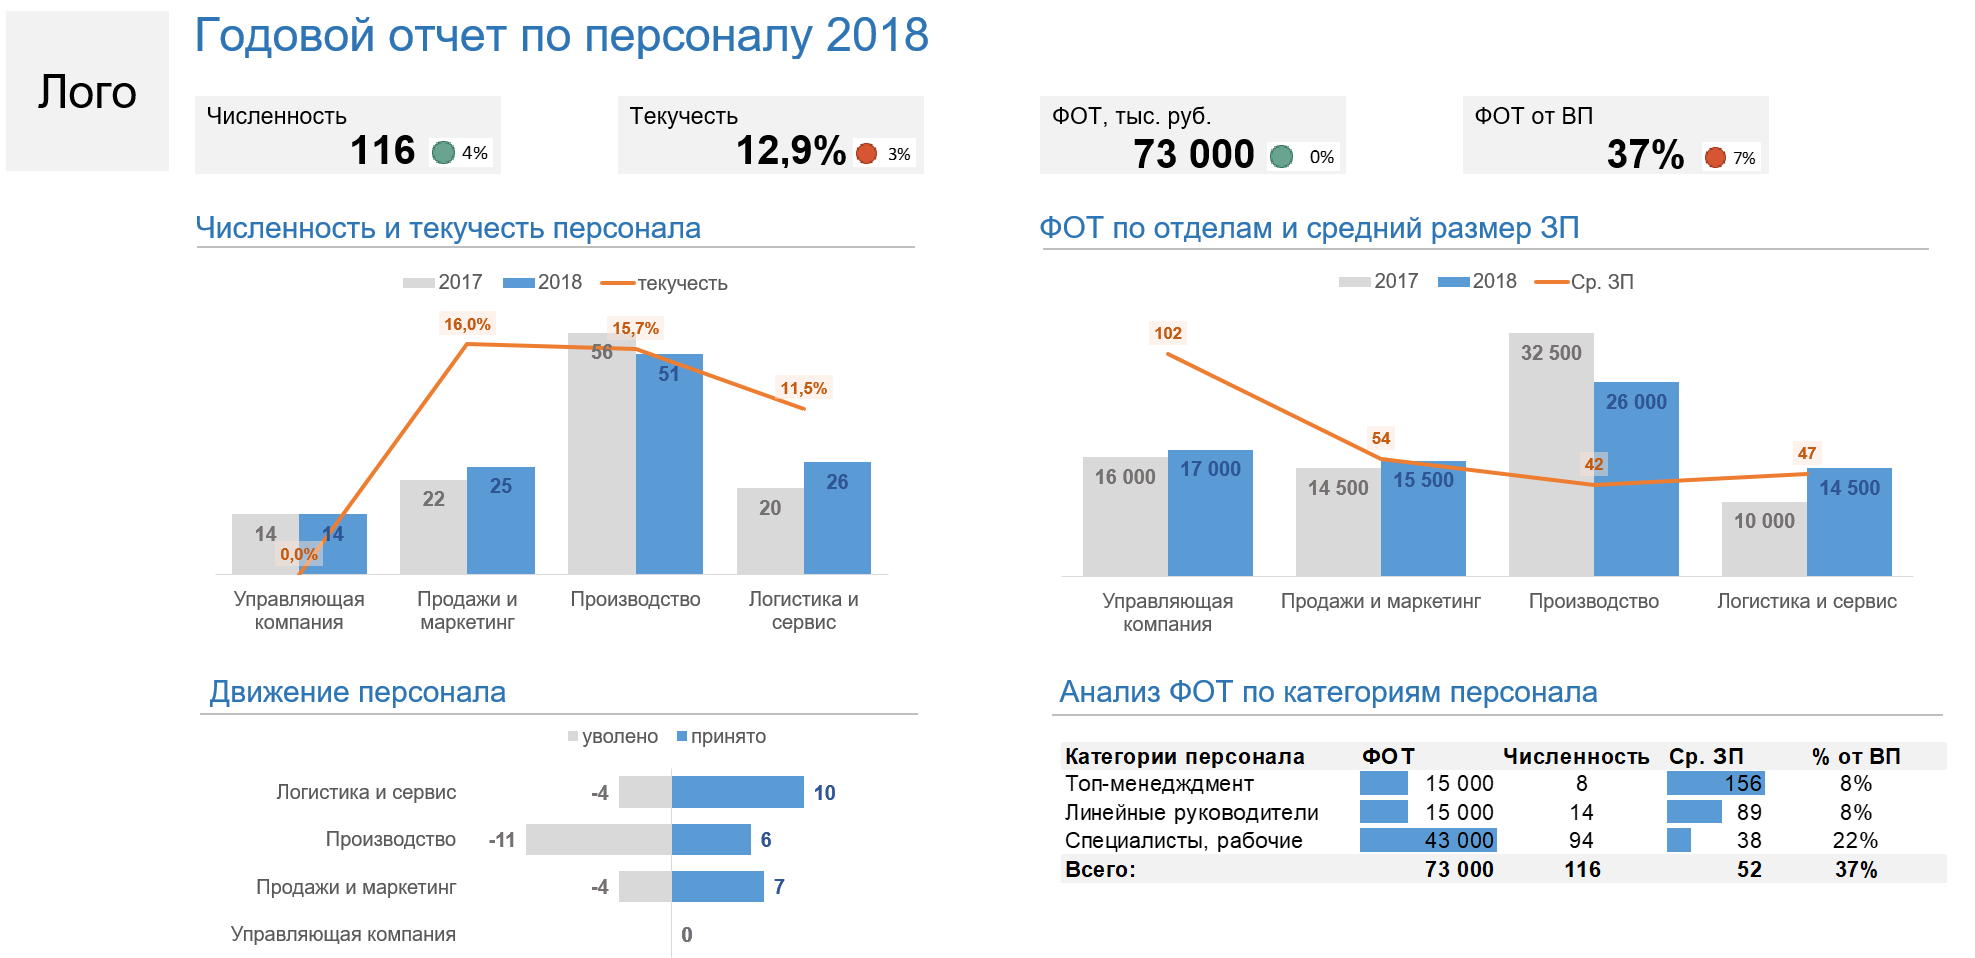 Лого
Годовой отчет по персоналу 2018
Численность
116 4%
Текучесть
12,9% 3%
ФОТ, тыс. руб.
73 000 0%
ФОТ от ВП
37% 7%
Численность и текучесть персонала
2017 2018 текучесть
16,0% 15,7%
56
51
11,5%
22 25 20 26
14 14
0,0%
Управляющая компания
Продажи и маркетинг
Производство
Логистика и сервис
ФОТ по отделам и средний размер ЗП
2017 2018 Ср. ЗП
102
32 500
26 000
54 42 47
16 000 17 000 14 500 15 500 14 500
10 000
Управляющая компания
Продажи и маркетинг
Производство
Логистика и сервис
Движение персонала
уволено принято
Логистика и сервис -4 10
Производство -11 6
Продажи и маркетинг -4 7
Управляющая компания 0
Анализ ФОТ по категориям персонала
Категории персонала ФОТ Численность Ср. ЗП % от ВП
Топ-менедждмент 15 000 8 156 8%
Линейные руководители 15 000 14 89 8%
Специалисты, рабочие 43 000 94 38 22%
Всего: 73 000 116 52 37%